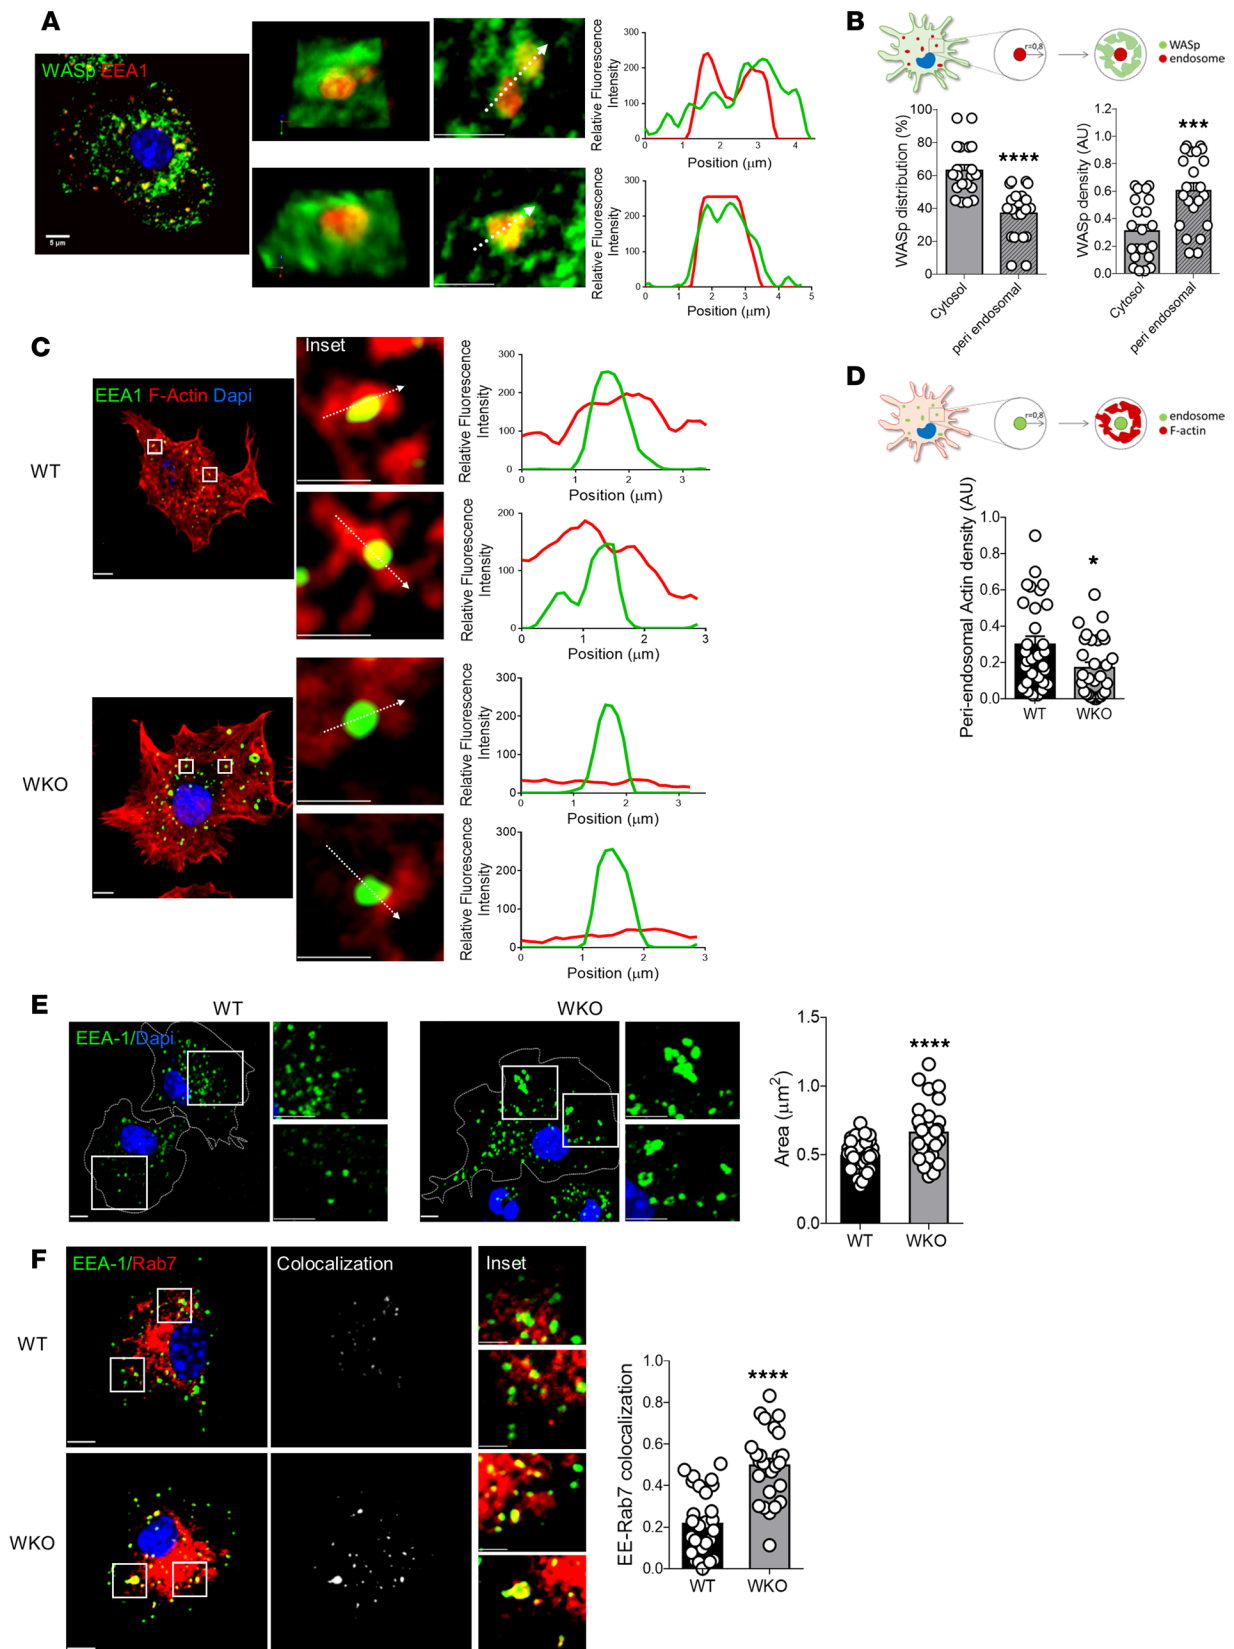 A
WASp EEA1
5 μm
Relative Fluorescence
Intensity
300
200
100
0
0 1 2 3 4
Position (μm)
Relative Fluorescence
Intensity
300
200
100
0
0 1 2 3 4 5
Position (μm)
B
r=0,8
WASp
endosome
WASp distribution (%)
100
80
60
40
20
0
****
Cytosol
peri endosomal
WASp density (AU)
1.2
1.0
0.8
0.6
0.4
0.2
0.0
***
Cytosol
peri endosomal
C
WT
EEA1 F-Actin Dapi
Inset
Relative Fluorescence
Intensity
300
200
100
0
0 1 2 3
Position (μm)
Relative Fluorescence
Intensity
200
100
0
0 1 2 3
Position (μm)
WKO
Relative Fluorescence
Intensity
300
200
100
0
0 1 2 3
Position (μm)
Relative Fluorescence
Intensity
300
200
100
0
0 1 2 3
Position (μm)
D
r=0,8
endosome
F-actin
Peri-endosomal Actin density (AU)
1.0
0.8
0.6
0.4
0.2
0.0
*
WT WKO
E
WT
WKO
EEA-1/Dapi
Area (μm²)
1.5
1.0
0.5
0.0
****
WT WKO
F
EEA-1/Rab7
Colocalization
Inset
WT
WKO
EE-Rab7 colocalization
1.0
0.8
0.6
0.4
0.2
0.0
****
WT WKO